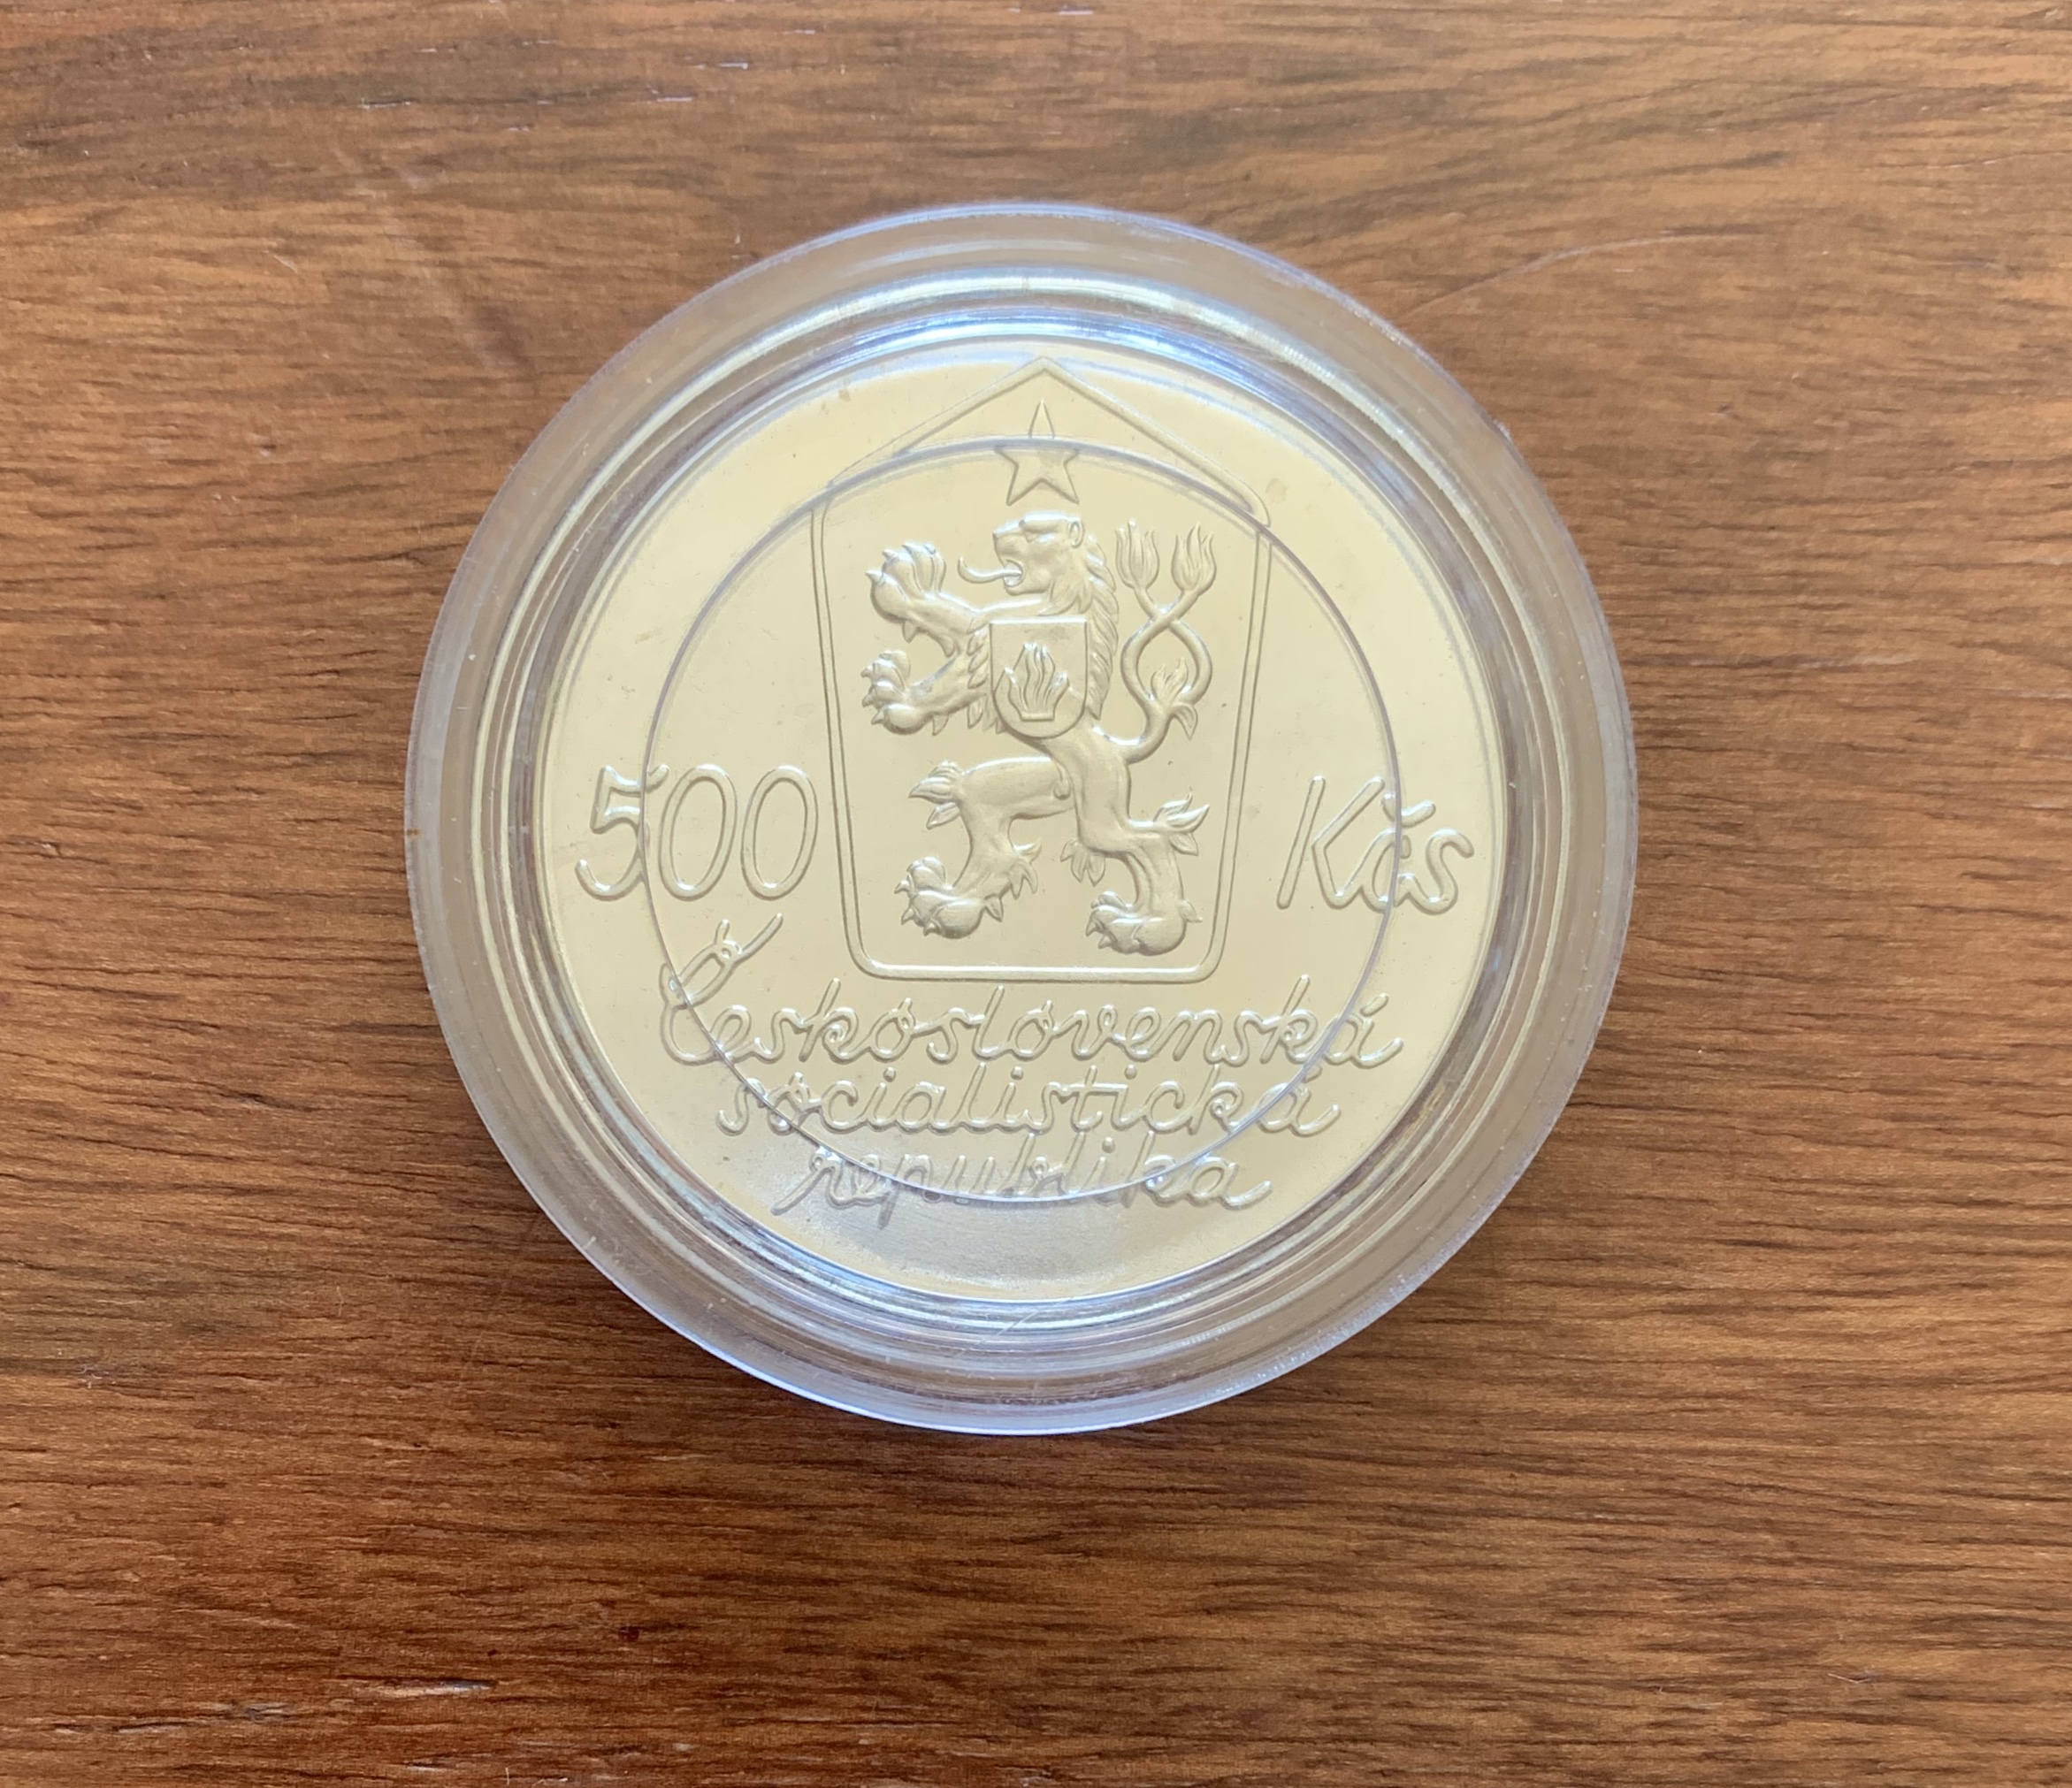 500 Kčs
Československá
socialistická
republika